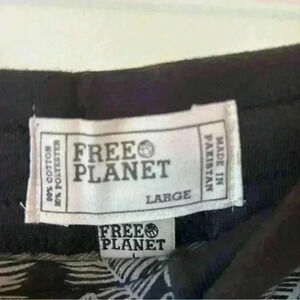 80% COTTON
20% POLYESTER
FREE
PLANET
LARGE
MADE IN
PAKISTAN
FREE
PLANET
L